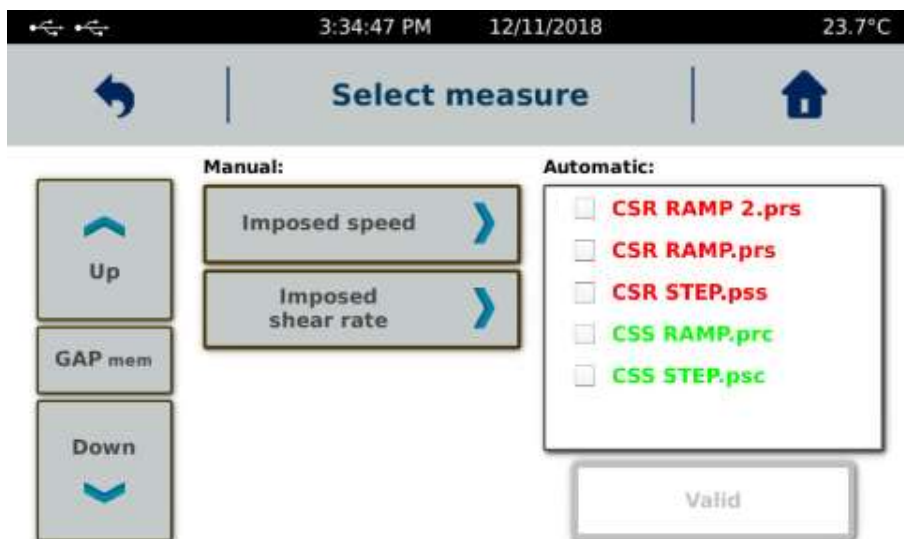 3:34:47 PM 12/11/2018 23.7°C
Select measure
Manual:
Automatic:
Up
GAP mem
Down
Imposed speed
Imposed
shear rate
CSR RAMP 2.prs
CSR RAMP.prs
CSR STEP.pss
CSS RAMP.prc
CSS STEP.psc
Valid